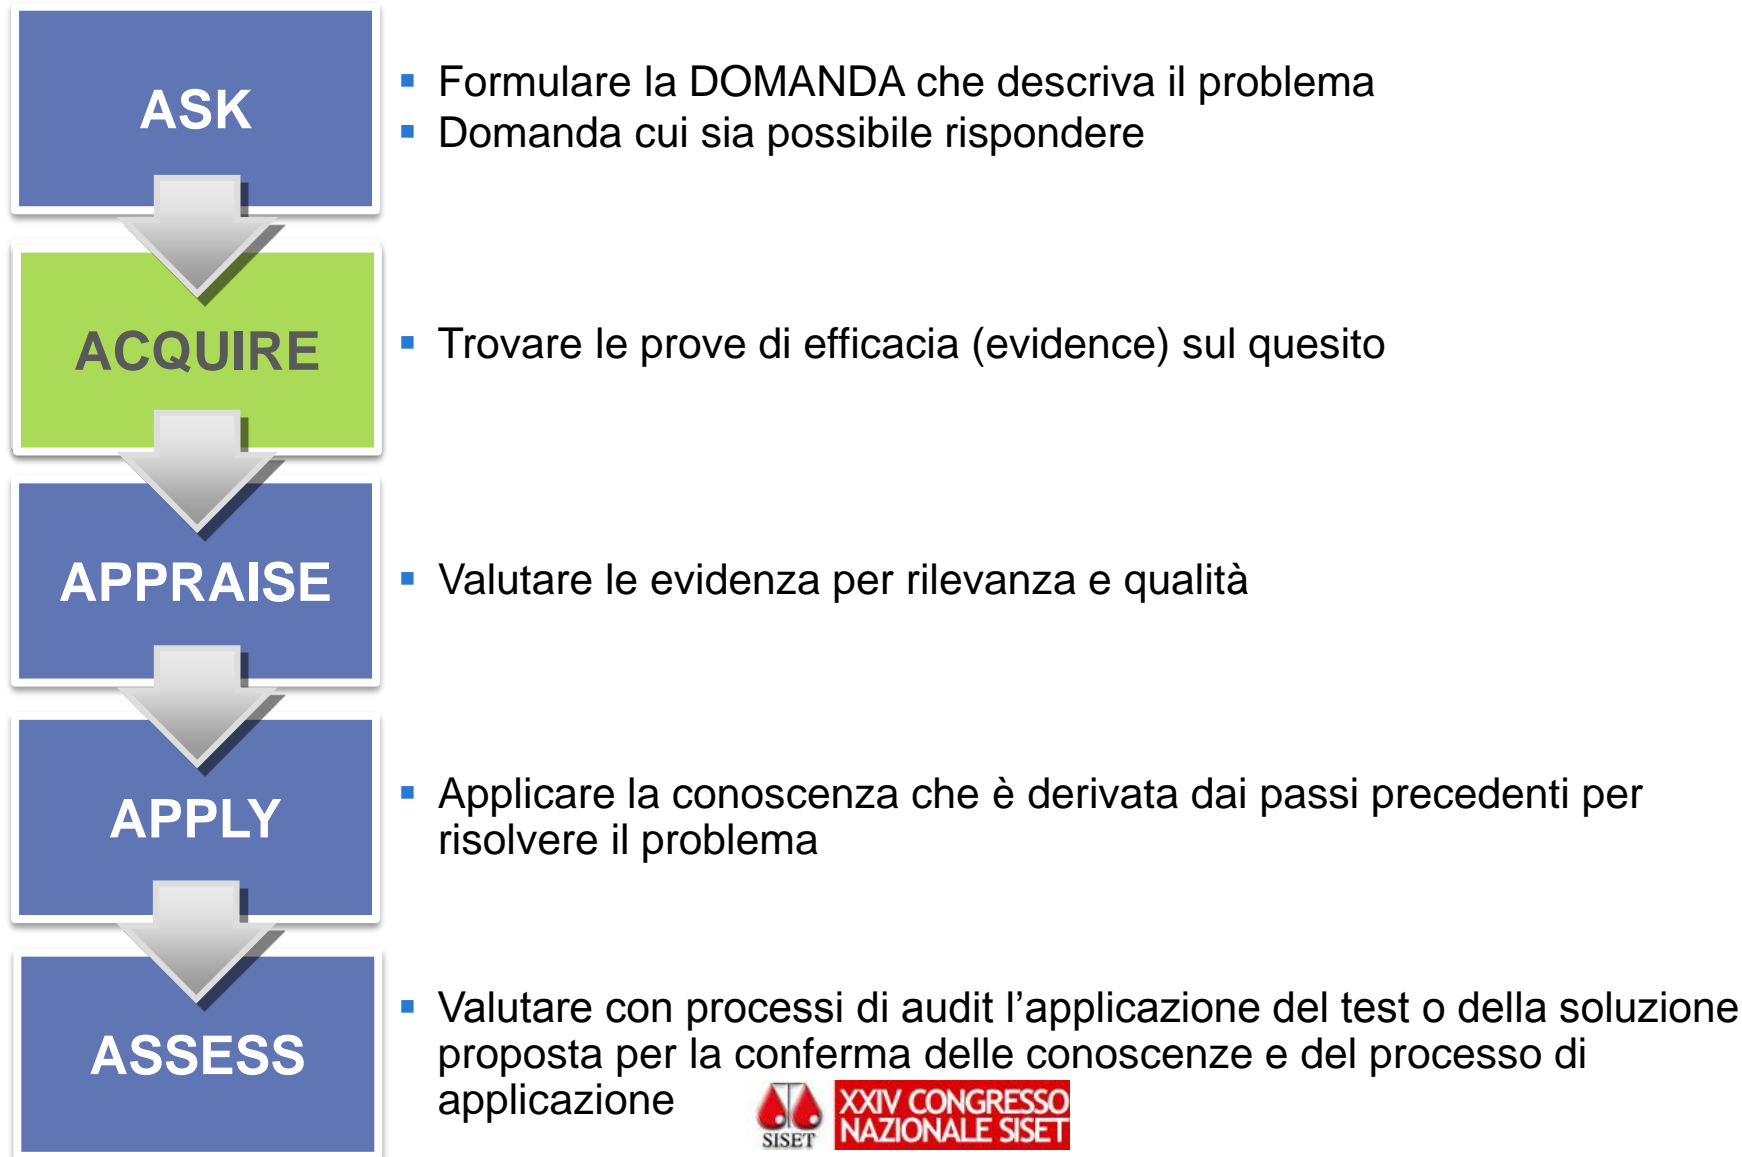 ASK
Formulare la DOMANDA che descriva il problema
Domanda cui sia possibile rispondere
ACQUIRE
Trovare le prove di efficacia (evidence) sul quesito
APPRAISE
Valutare le evidenza per rilevanza e qualità
APPLY
Applicare la conoscenza che è derivata dai passi precedenti per
risolvere il problema
ASSESS
Valutare con processi di audit l’applicazione del test o della soluzione
proposta per la conferma delle conoscenze e del processo di
applicazione
SISET
XXIV CONGRESSO
NAZIONALE SISET